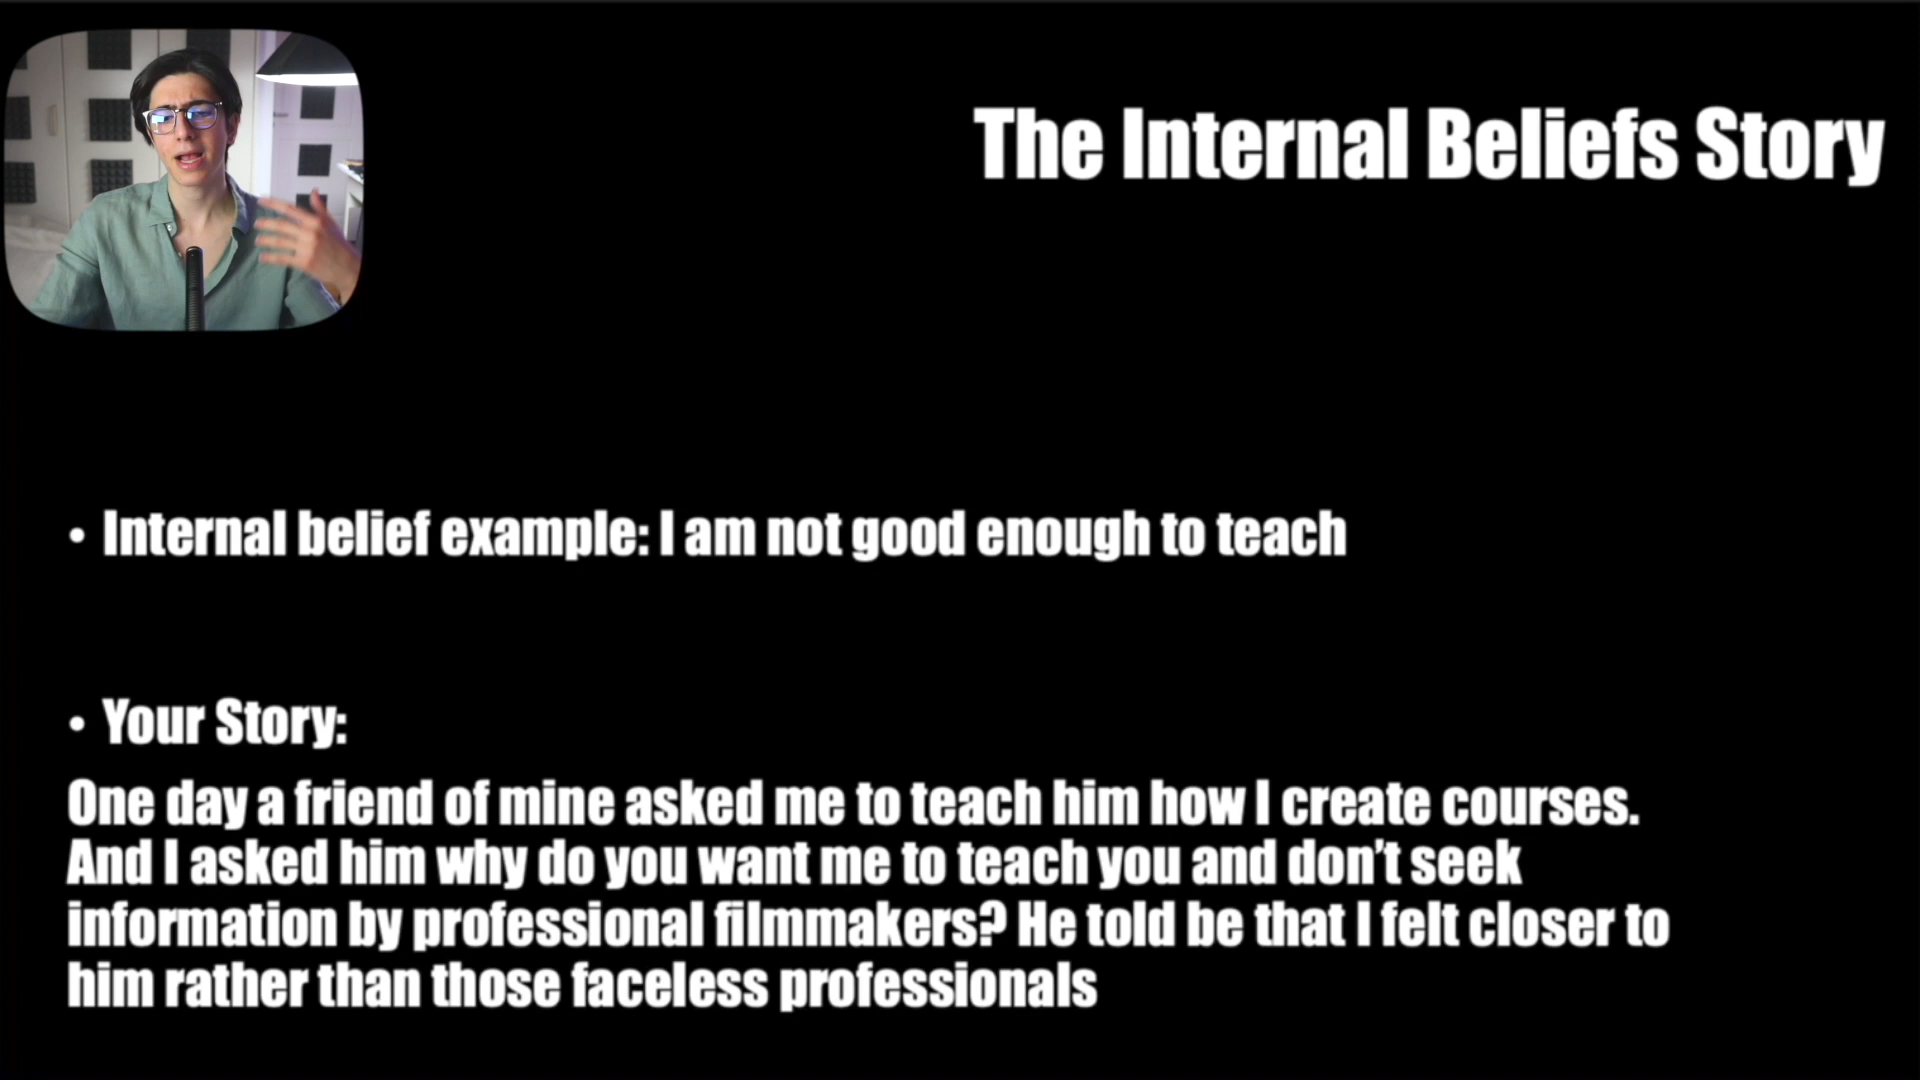 The Internal Beliefs Story
• Internal belief example: I am not good enough to teach
• Your Story:
One day a friend of mine asked me to teach him how I create courses.
And I asked him why do you want me to teach you and don’t seek
information by professional filmmakers? He told be that I felt closer to
him rather than those faceless professionals